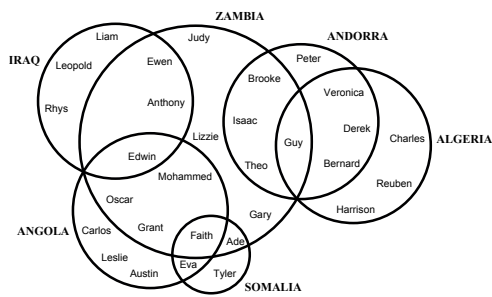 ZAMBIA
ANDORRA
IRAQ
ALGERIA
ANGOLA
SOMALIA
Liam
Judy
Leopold
Ewen
Peter
Brooke
Veronica
Rhys
Anthony
Isaac
Derek
Lizzie
Guy
Charles
Edwin
Theo
Bernard
Mohammed
Reuben
Oscar
Gary
Harrison
Carlos
Grant
Faith
Ade
Leslie
Eva
Austin
Tyler